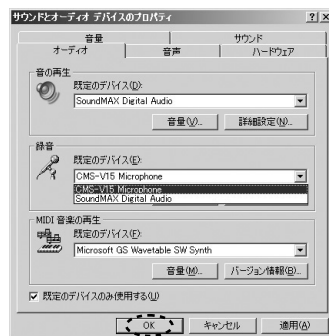 サウンドとオーディオ デバイスのプロパティ
音量 サウンド
オーディオ 音声 ハードウェア
音の再生
既定のデバイス(D):
SoundMAX Digital Audio
音量(V)... 詳細設定(N)...
録音
既定のデバイス(E):
CMS-V15 Microphone
CMS-V15 Microphone
SoundMAX Digital Audio
MIDI 音楽の再生
既定のデバイス(F):
Microsoft GS Wavetable SW Synth
音量(M)... バージョン情報(B)...
既定のデバイスのみ使用する(U)
OK キャンセル 適用(A)